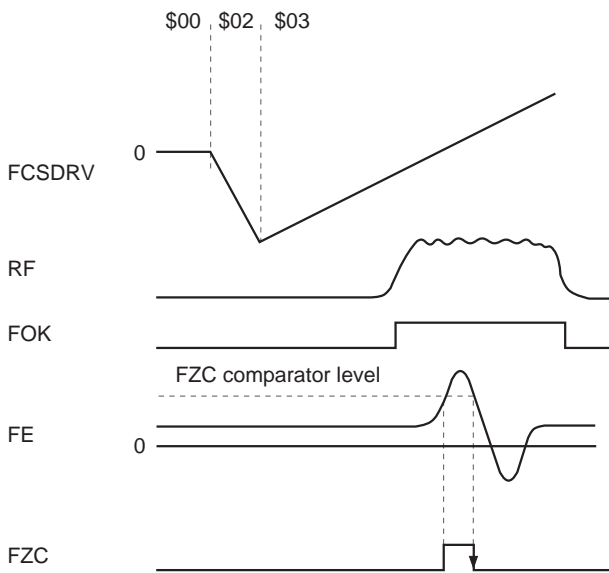 $00 $02 $03
0
FCSDRV
RF
FOK
FZC comparator level
FE
0
FZC